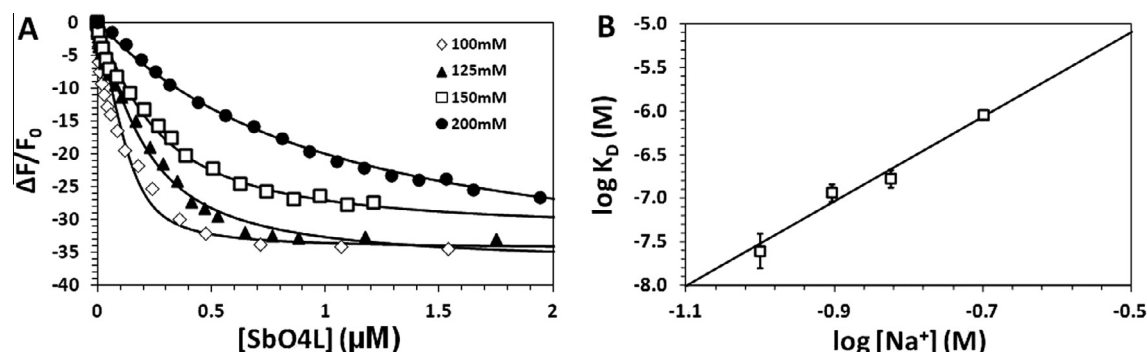 A
B
0
-5
-10
-15
-20
-25
-30
-35
-40
ΔF/F0
100mM
125mM
150mM
200mM
0 0.5 1 1.5 2
[SbO4L] (µM)
-5.0
-5.5
-6.0
-6.5
-7.0
-7.5
-8.0
log KD (M)
-1.1 -0.9 -0.7 -0.5
log [Na+] (M)